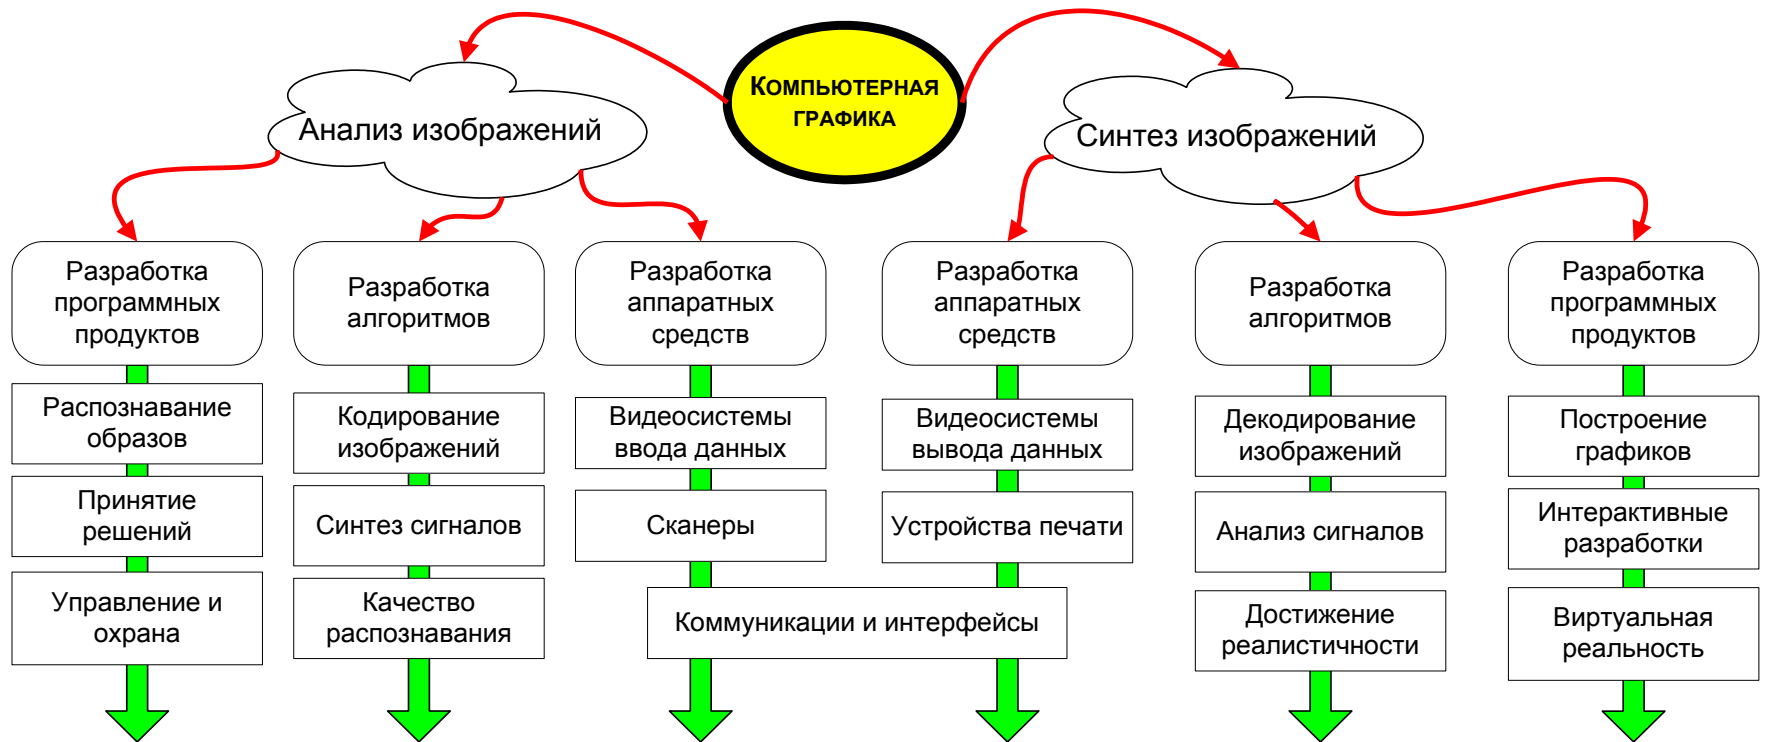 КОМПЬЮТЕРНАЯ
ГРАФИКА
Анализ изображений
Синтез изображений
Разработка
программных
продуктов
Разработка
алгоритмов
Разработка
аппаратных
средств
Разработка
аппаратных
средств
Разработка
алгоритмов
Разработка
программных
продуктов
Распознавание
образов
Кодирование
изображений
Видеосистемы
ввода данных
Видеосистемы
вывода данных
Декодирование
изображений
Построение
графиков
Принятие
решений
Синтез сигналов
Сканеры
Устройства печати
Анализ сигналов
Интерактивные
разработки
Управление и
охрана
Качество
распознавания
Коммуникации и интерфейсы
Достижение
реалистичности
Виртуальная
реальность